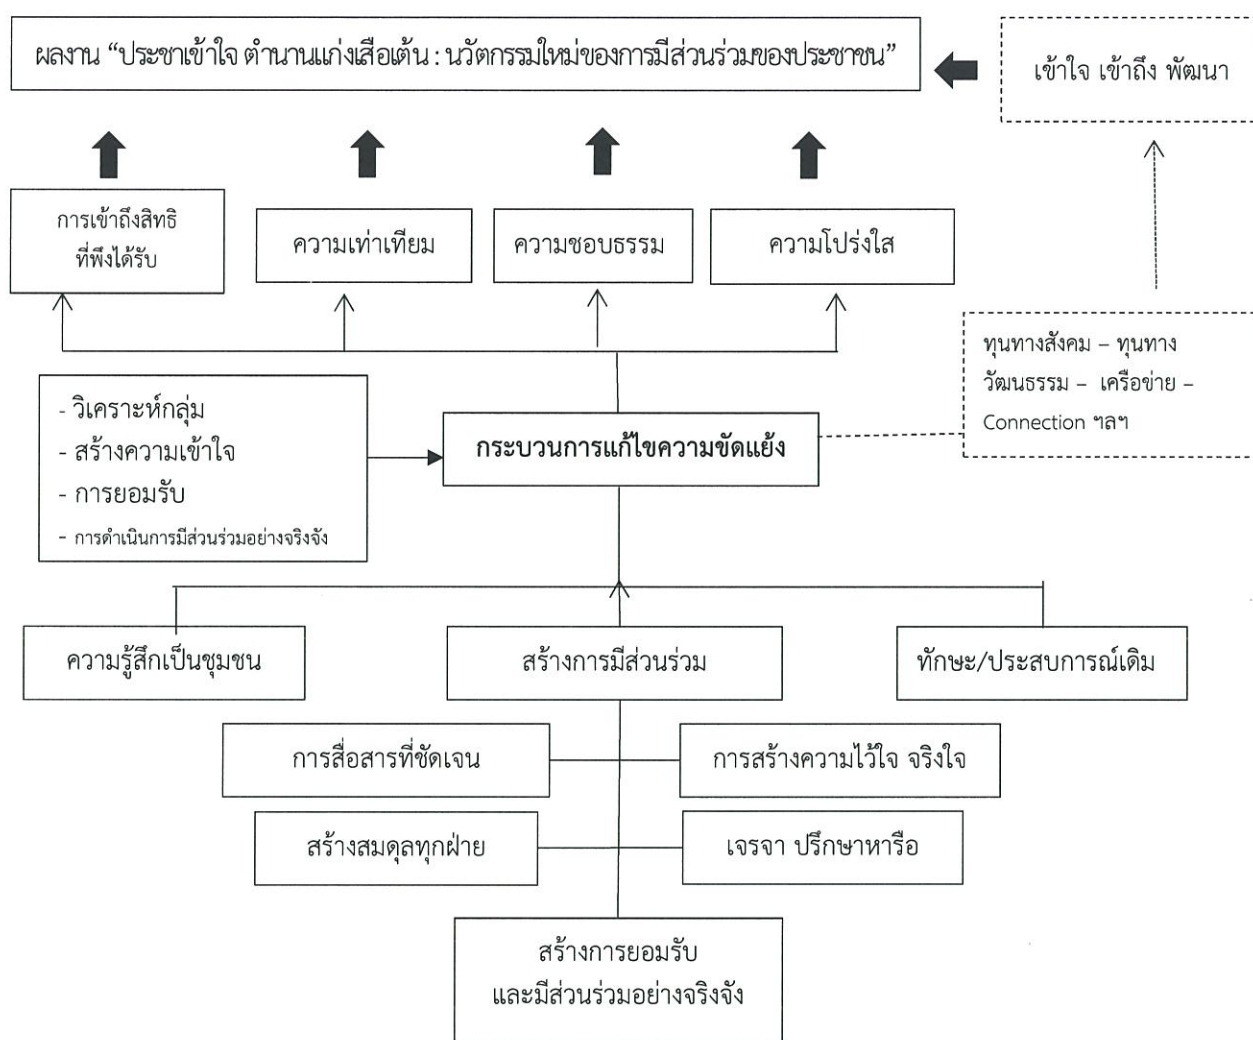 ผลงาน “ประชาเข้าใจ ตำนานแก่งเสือเต้น : นวัตกรรมใหม่ของการมีส่วนร่วมของประชาชน”
เข้าใจ เข้าถึง พัฒนา
การเข้าถึงสิทธิ
ที่พึงได้รับ
ความเท่าเทียม
ความชอบธรรม
ความโปร่งใส
ทุนทางสังคม – ทุนทาง
วัฒนธรรม – เครือข่าย –
Connection ฯลฯ
- วิเคราะห์กลุ่ม
- สร้างความเข้าใจ
- การยอมรับ
- การดำเนินการมีส่วนร่วมอย่างจริงจัง
กระบวนการแก้ไขความขัดแย้ง
ความรู้สึกเป็นชุมชน
สร้างการมีส่วนร่วม
ทักษะ/ประสบการณ์เดิม
การสื่อสารที่ชัดเจน
การสร้างความไว้ใจ จริงใจ
สร้างสมดุลทุกฝ่าย
เจรจา ปรึกษาหารือ
สร้างการยอมรับ
และมีส่วนร่วมอย่างจริงจัง